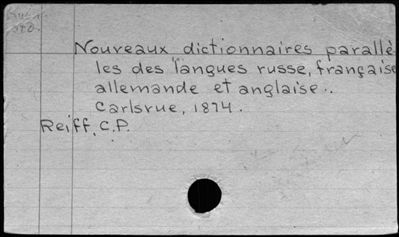 Nouveaux dictionnaires parallè
les des langues russe, française
allemande et anglaise..
Carlsrue, 1874.
Reiff, C.P.